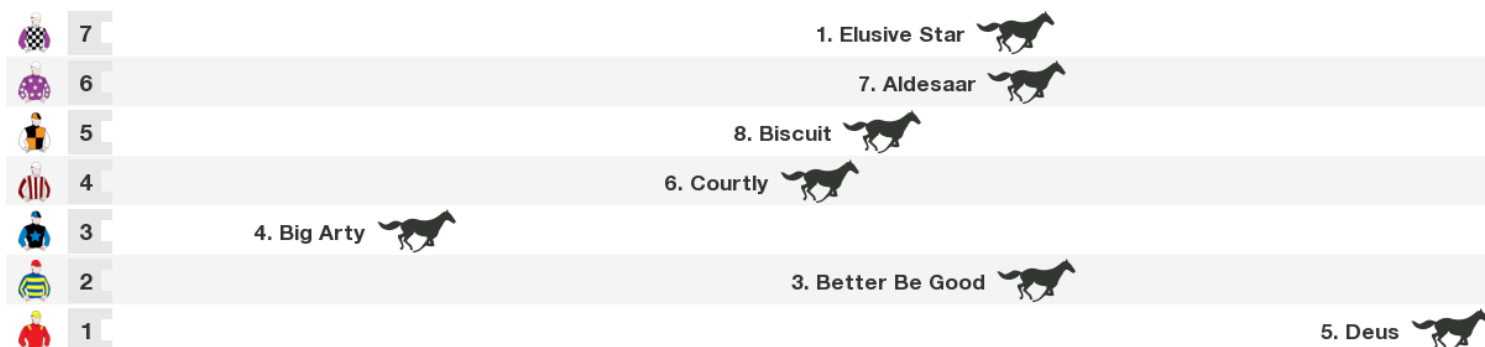 7 1. Elusive Star
6 7. Aldesaar
5 8. Biscuit
4 6. Courtly
3 4. Big Arty
2 3. Better Be Good
1 5. Deus